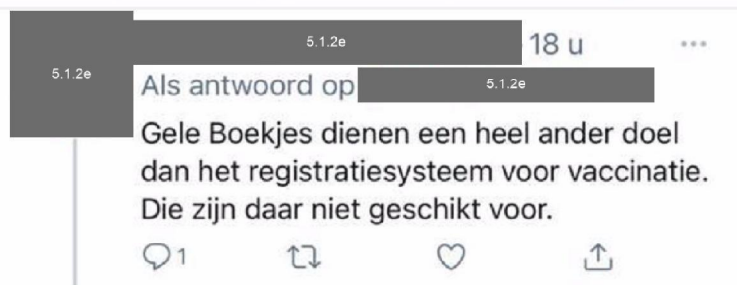 5.1.2e
5.1.2e
18 u
Als antwoord op
5.1.2e
Gele Boekjes dienen een heel ander doel
dan het registratiesysteem voor vaccinatie.
Die zijn daar niet geschikt voor.
1